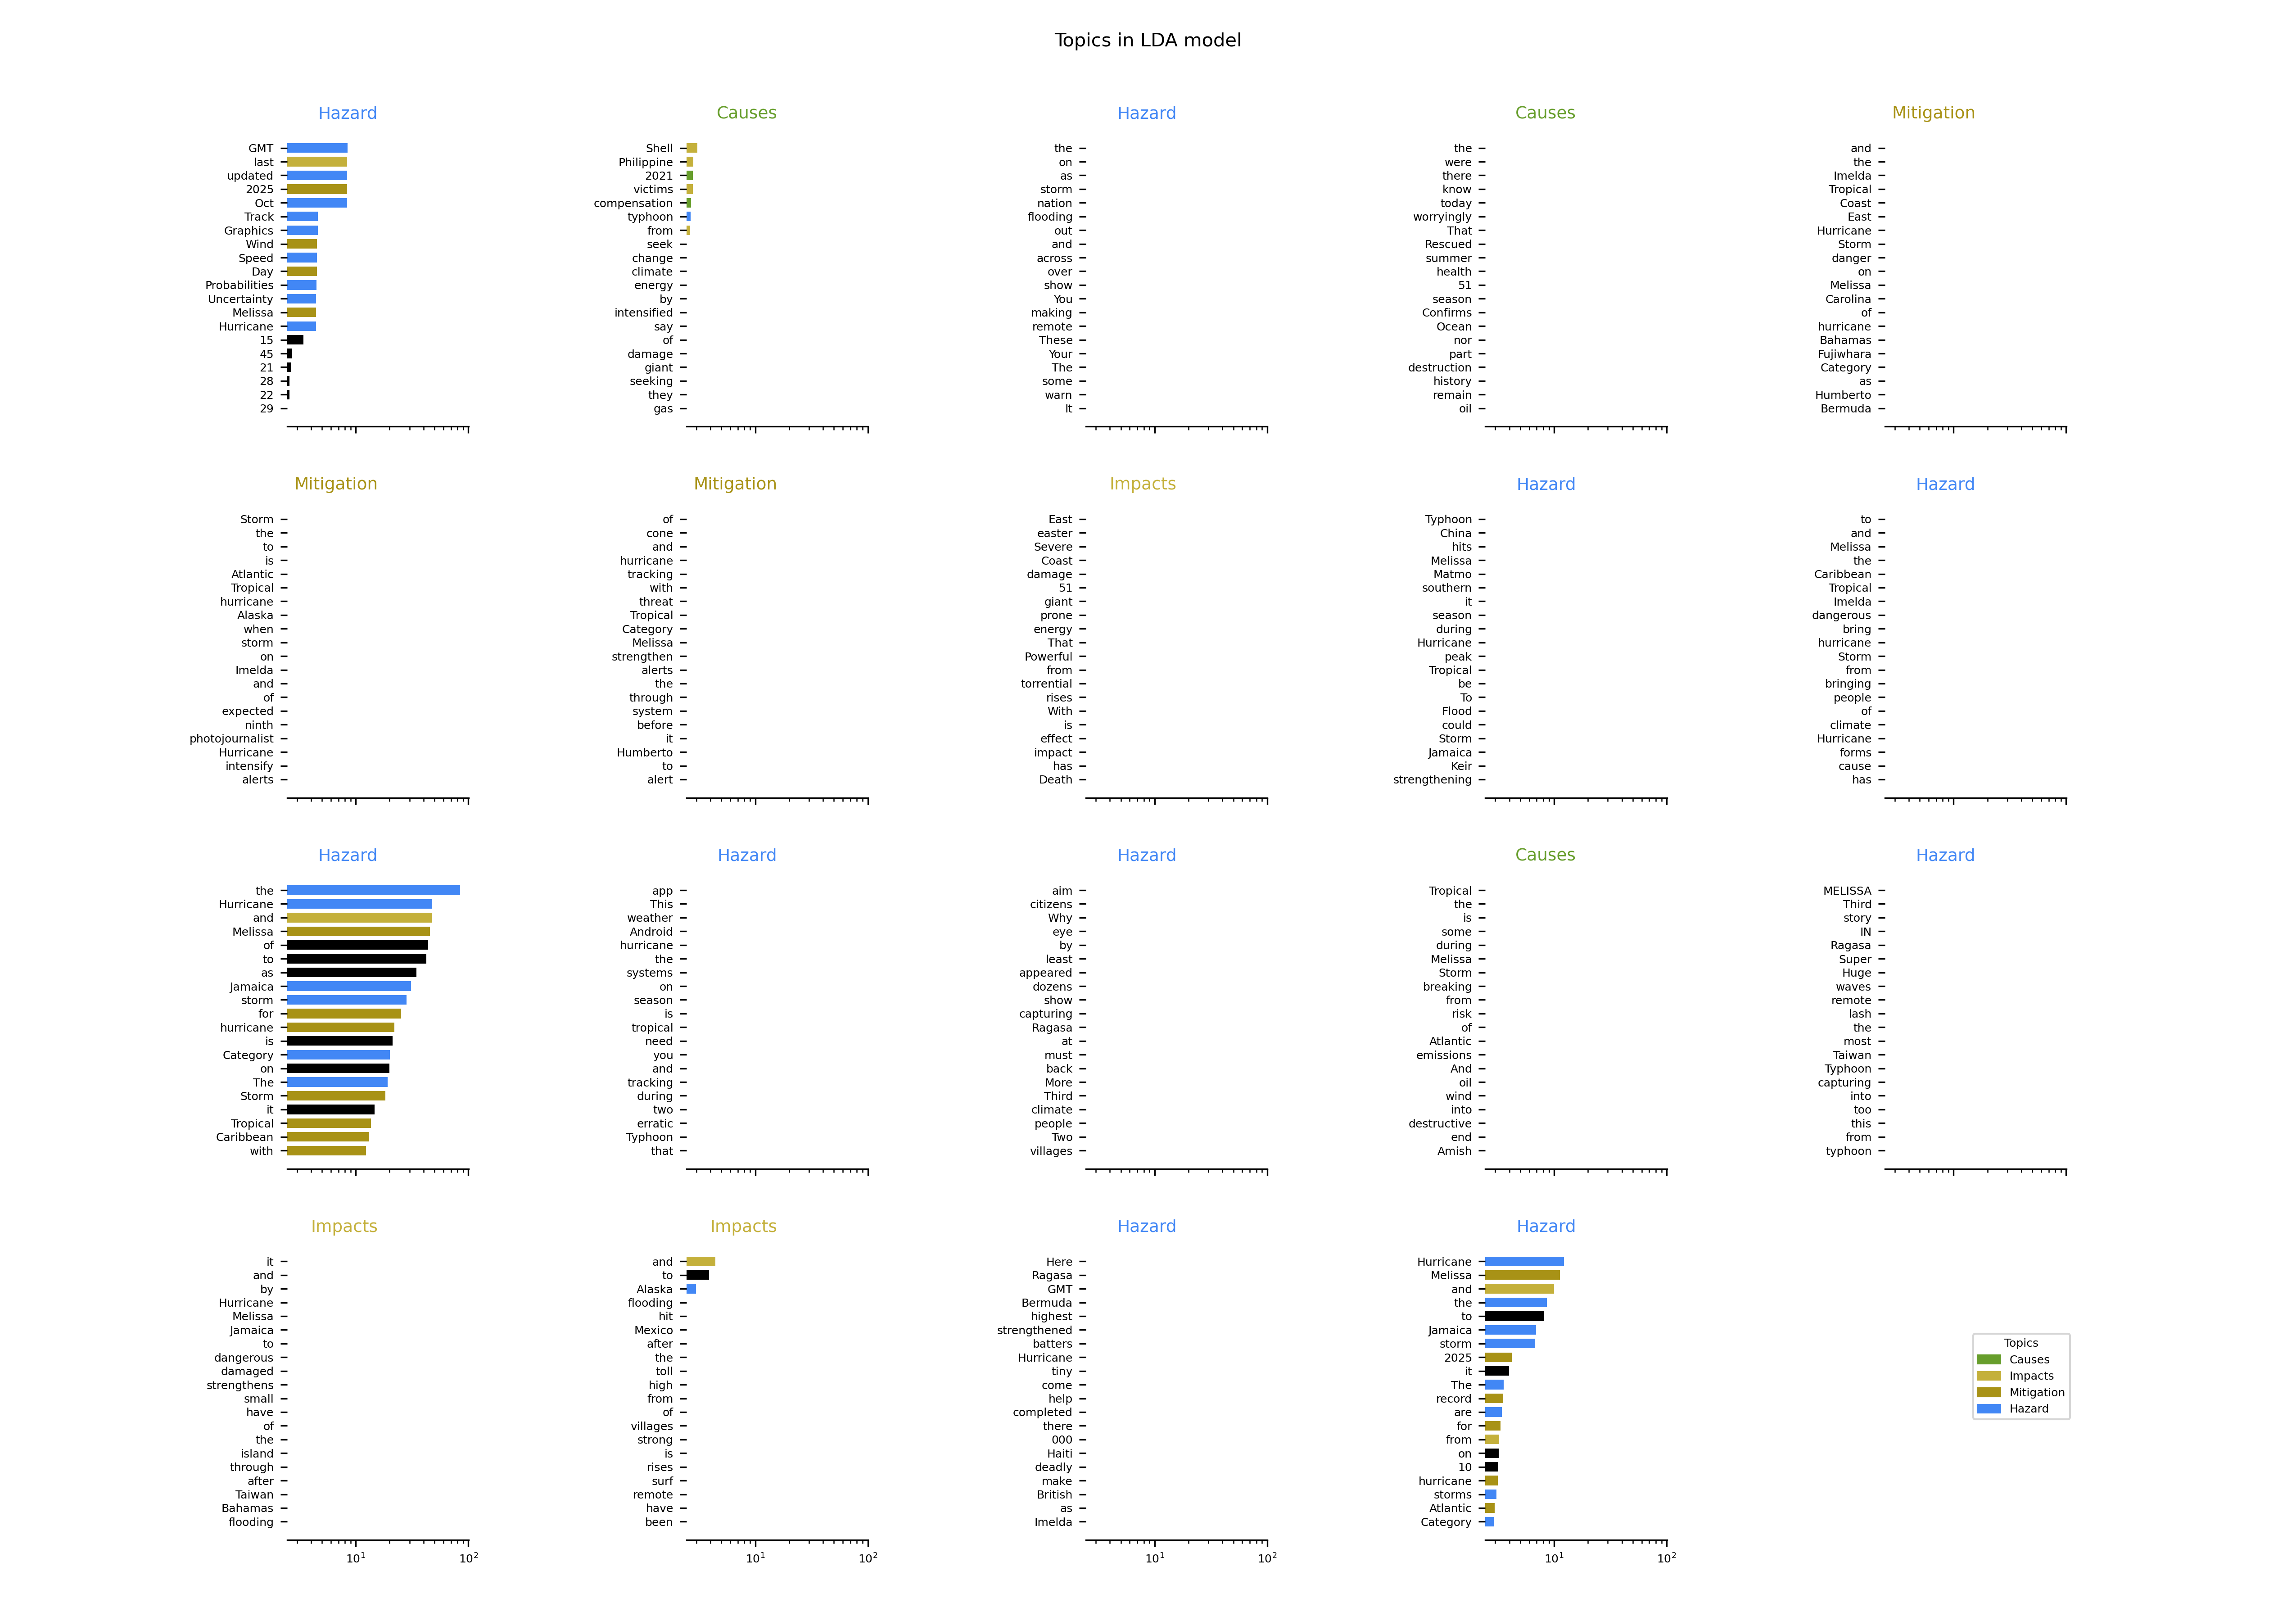 Topics in LDA model
Hazard
GMT
last
updated
2025
Oct
Track
Graphics
Wind
Speed
Day
Probabilities
Uncertainty
Melissa
Hurricane
15
45
21
28
22
29
Causes
Shell
Philippine
2021
victims
compensation
typhoon
from
seek
change
climate
energy
by
intensified
say
of
damage
giant
seeking
they
gas
Hazard
the
on
as
storm
nation
flooding
out
and
across
over
show
You
making
remote
These
Your
The
some
warn
It
Causes
the
were
there
know
today
worryingly
That
Rescued
summer
health
51
season
Confirms
Ocean
nor
part
destruction
history
remain
oil
Mitigation
and
the
Imelda
Tropical
Coast
East
Hurricane
Storm
danger
on
Melissa
Carolina
of
hurricane
Bahamas
Fujiwhara
Category
as
Humberto
Bermuda
Mitigation
Storm
the
to
is
Atlantic
Tropical
hurricane
Alaska
when
storm
on
Imelda
and
of
expected
ninth
photojournalist
Hurricane
intensify
alerts
Mitigation
of
cone
and
hurricane
tracking
with
threat
Tropical
Category
Melissa
strengthen
alerts
the
through
system
before
it
Humberto
to
alert
Impacts
East
easter
Severe
Coast
damage
51
giant
prone
energy
That
Powerful
from
torrential
rises
With
is
effect
impact
has
Death
Hazard
Typhoon
China
hits
Melissa
Matmo
southern
it
season
during
Hurricane
peak
Tropical
be
To
Flood
could
Storm
Jamaica
Keir
strengthening
Hazard
to
and
Melissa
the
Caribbean
Tropical
Imelda
dangerous
bring
hurricane
Storm
from
bringing
people
of
climate
Hurricane
forms
cause
has
Hazard
the
Hurricane
and
Melissa
of
to
as
Jamaica
storm
for
hurricane
is
Category
on
The
Storm
it
Tropical
Caribbean
with
Hazard
app
This
weather
Android
hurricane
the
systems
on
season
is
tropical
need
you
and
tracking
during
two
erratic
Typhoon
that
Hazard
aim
citizens
Why
eye
by
least
appeared
dozens
show
capturing
Ragasa
at
must
back
More
Third
climate
people
Two
villages
Causes
Tropical
the
is
some
during
Melissa
Storm
breaking
from
risk
of
Atlantic
emissions
And
oil
wind
into
destructive
end
Amish
Hazard
MELISSA
Third
story
IN
Ragasa
Super
Huge
waves
remote
lash
the
most
Taiwan
Typhoon
capturing
into
too
this
from
typhoon
Impacts
it
and
by
Hurricane
Melissa
Jamaica
to
dangerous
damaged
strengthens
small
have
of
the
island
through
after
Taiwan
Bahamas
flooding
10¹ 10²
Impacts
and
to
Alaska
flooding
hit
Mexico
after
the
toll
high
from
of
villages
strong
is
rises
surf
remote
have
been
10¹ 10²
Hazard
Here
Ragasa
GMT
Bermuda
highest
strengthened
batters
Hurricane
tiny
come
help
completed
there
000
Haiti
deadly
make
British
as
Imelda
10¹ 10²
Hazard
Hurricane
Melissa
and
the
to
Jamaica
storm
2025
it
The
record
are
for
from
on
10
hurricane
storms
Atlantic
Category
10¹ 10²
Topics
Causes
Impacts
Mitigation
Hazard